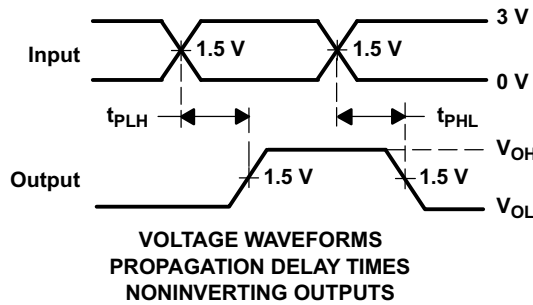 3 V
Input
1.5 V
1.5 V
0 V
tPLH
tPHL
VOH
Output
1.5 V
1.5 V
VOL
VOLTAGE WAVEFORMS
PROPAGATION DELAY TIMES
NONINVERTING OUTPUTS